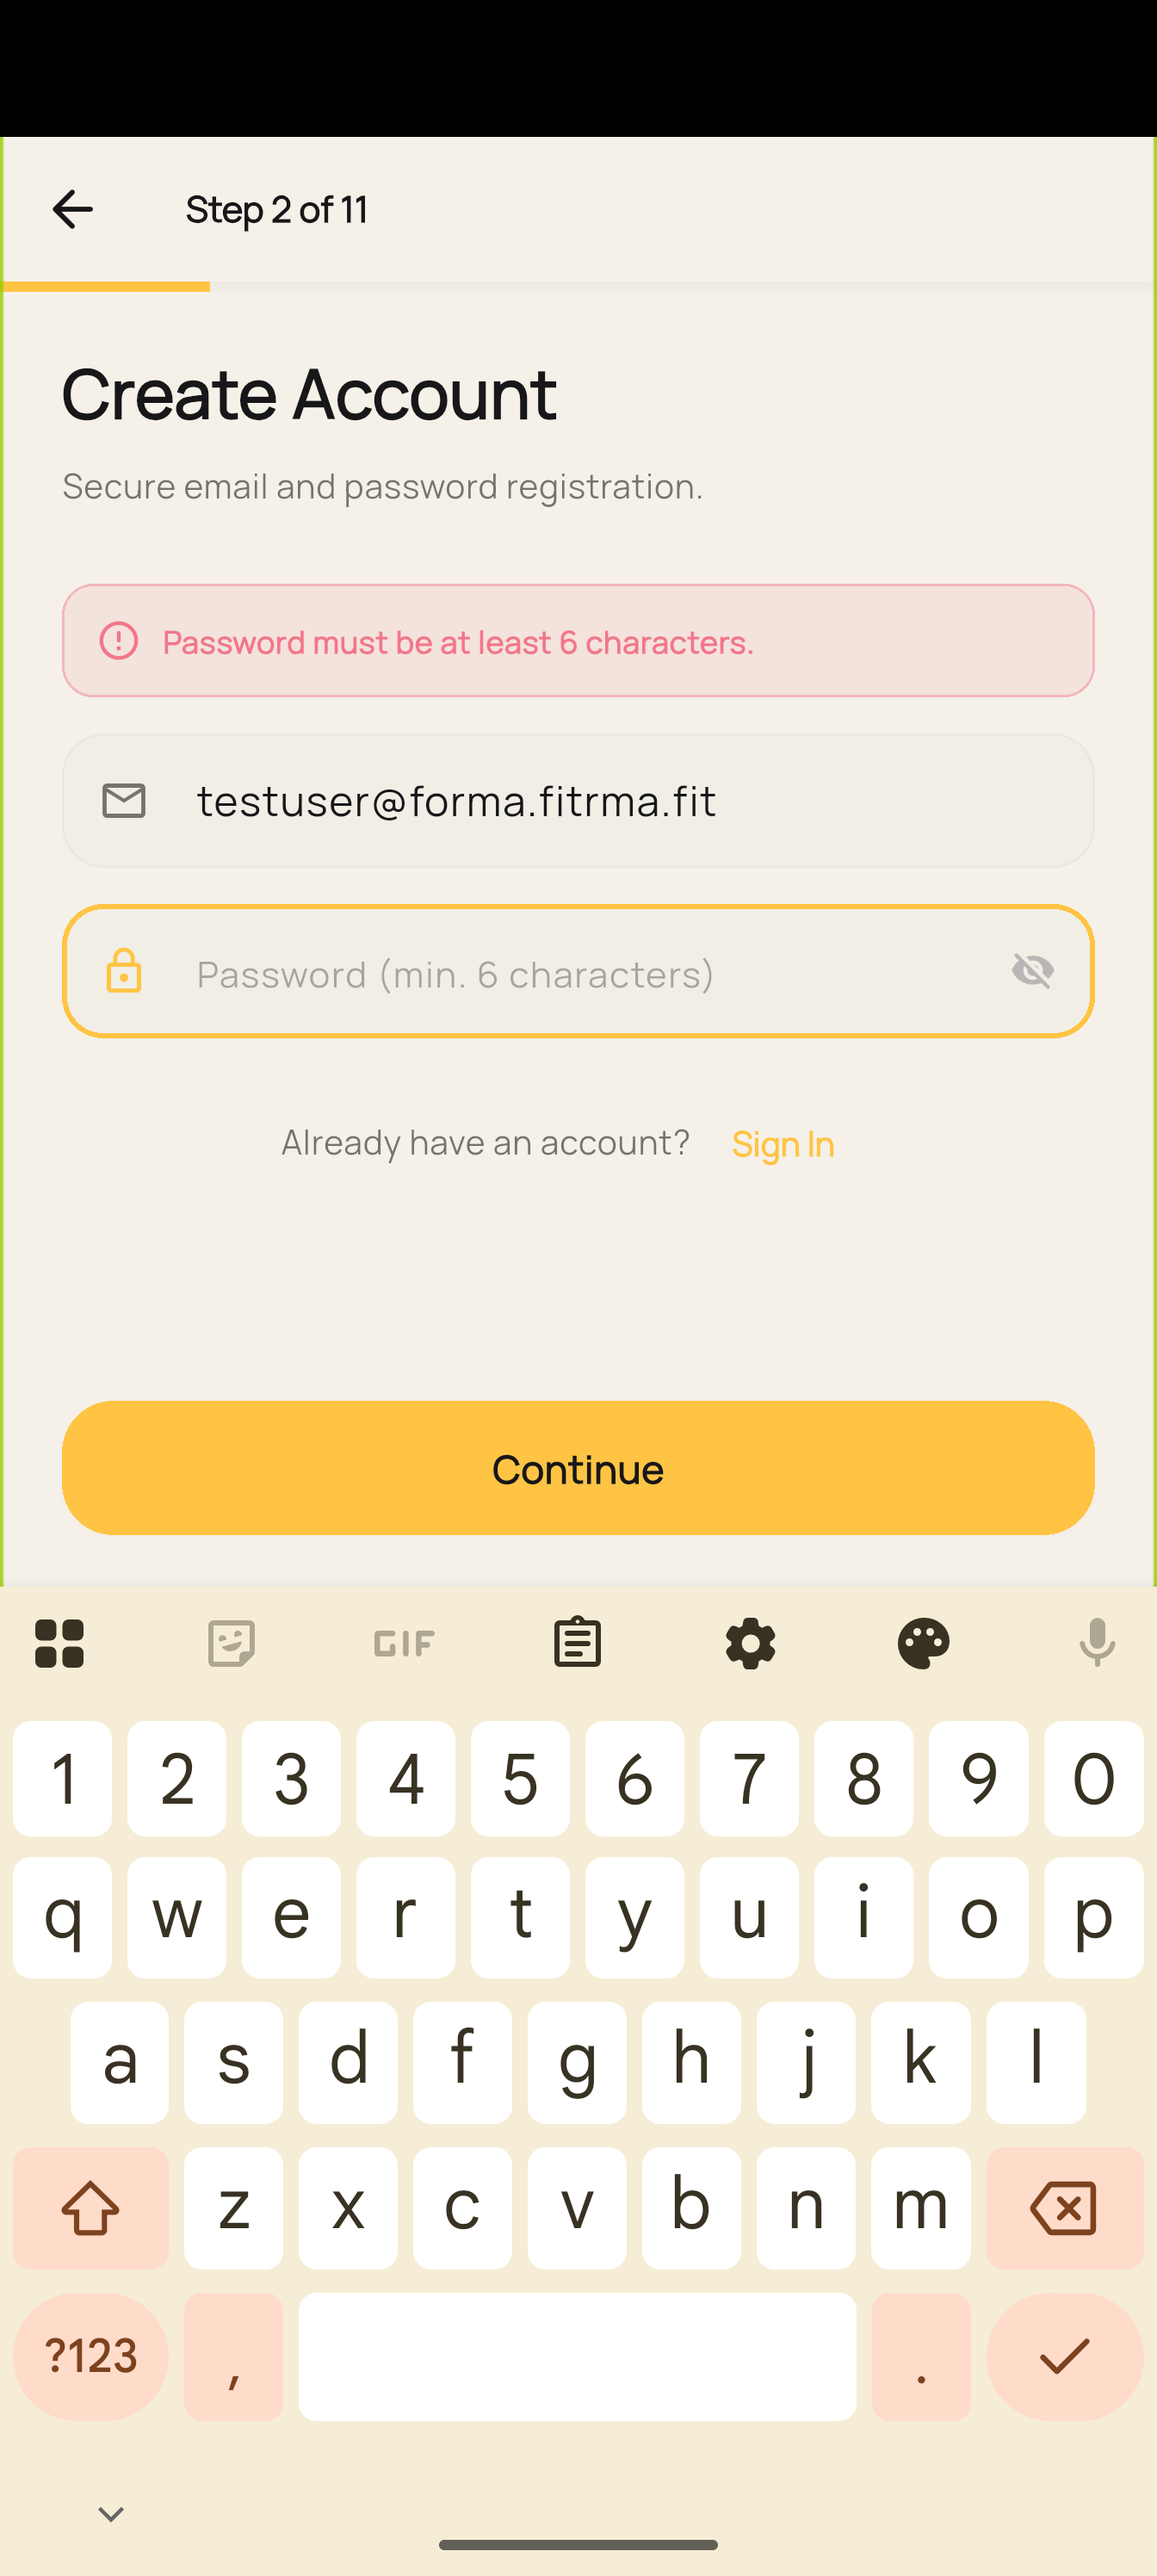 Step 2 of 11
Create Account
Secure email and password registration.
Password must be at least 6 characters.
testuser@forma.fitrma.fit
Password (min. 6 characters)
Already have an account? Sign In
Continue
GIF
1 2 3 4 5 6 7 8 9 0
q w e r t y u i o p
a s d f g h j k l
z x c v b n m
?123 , .